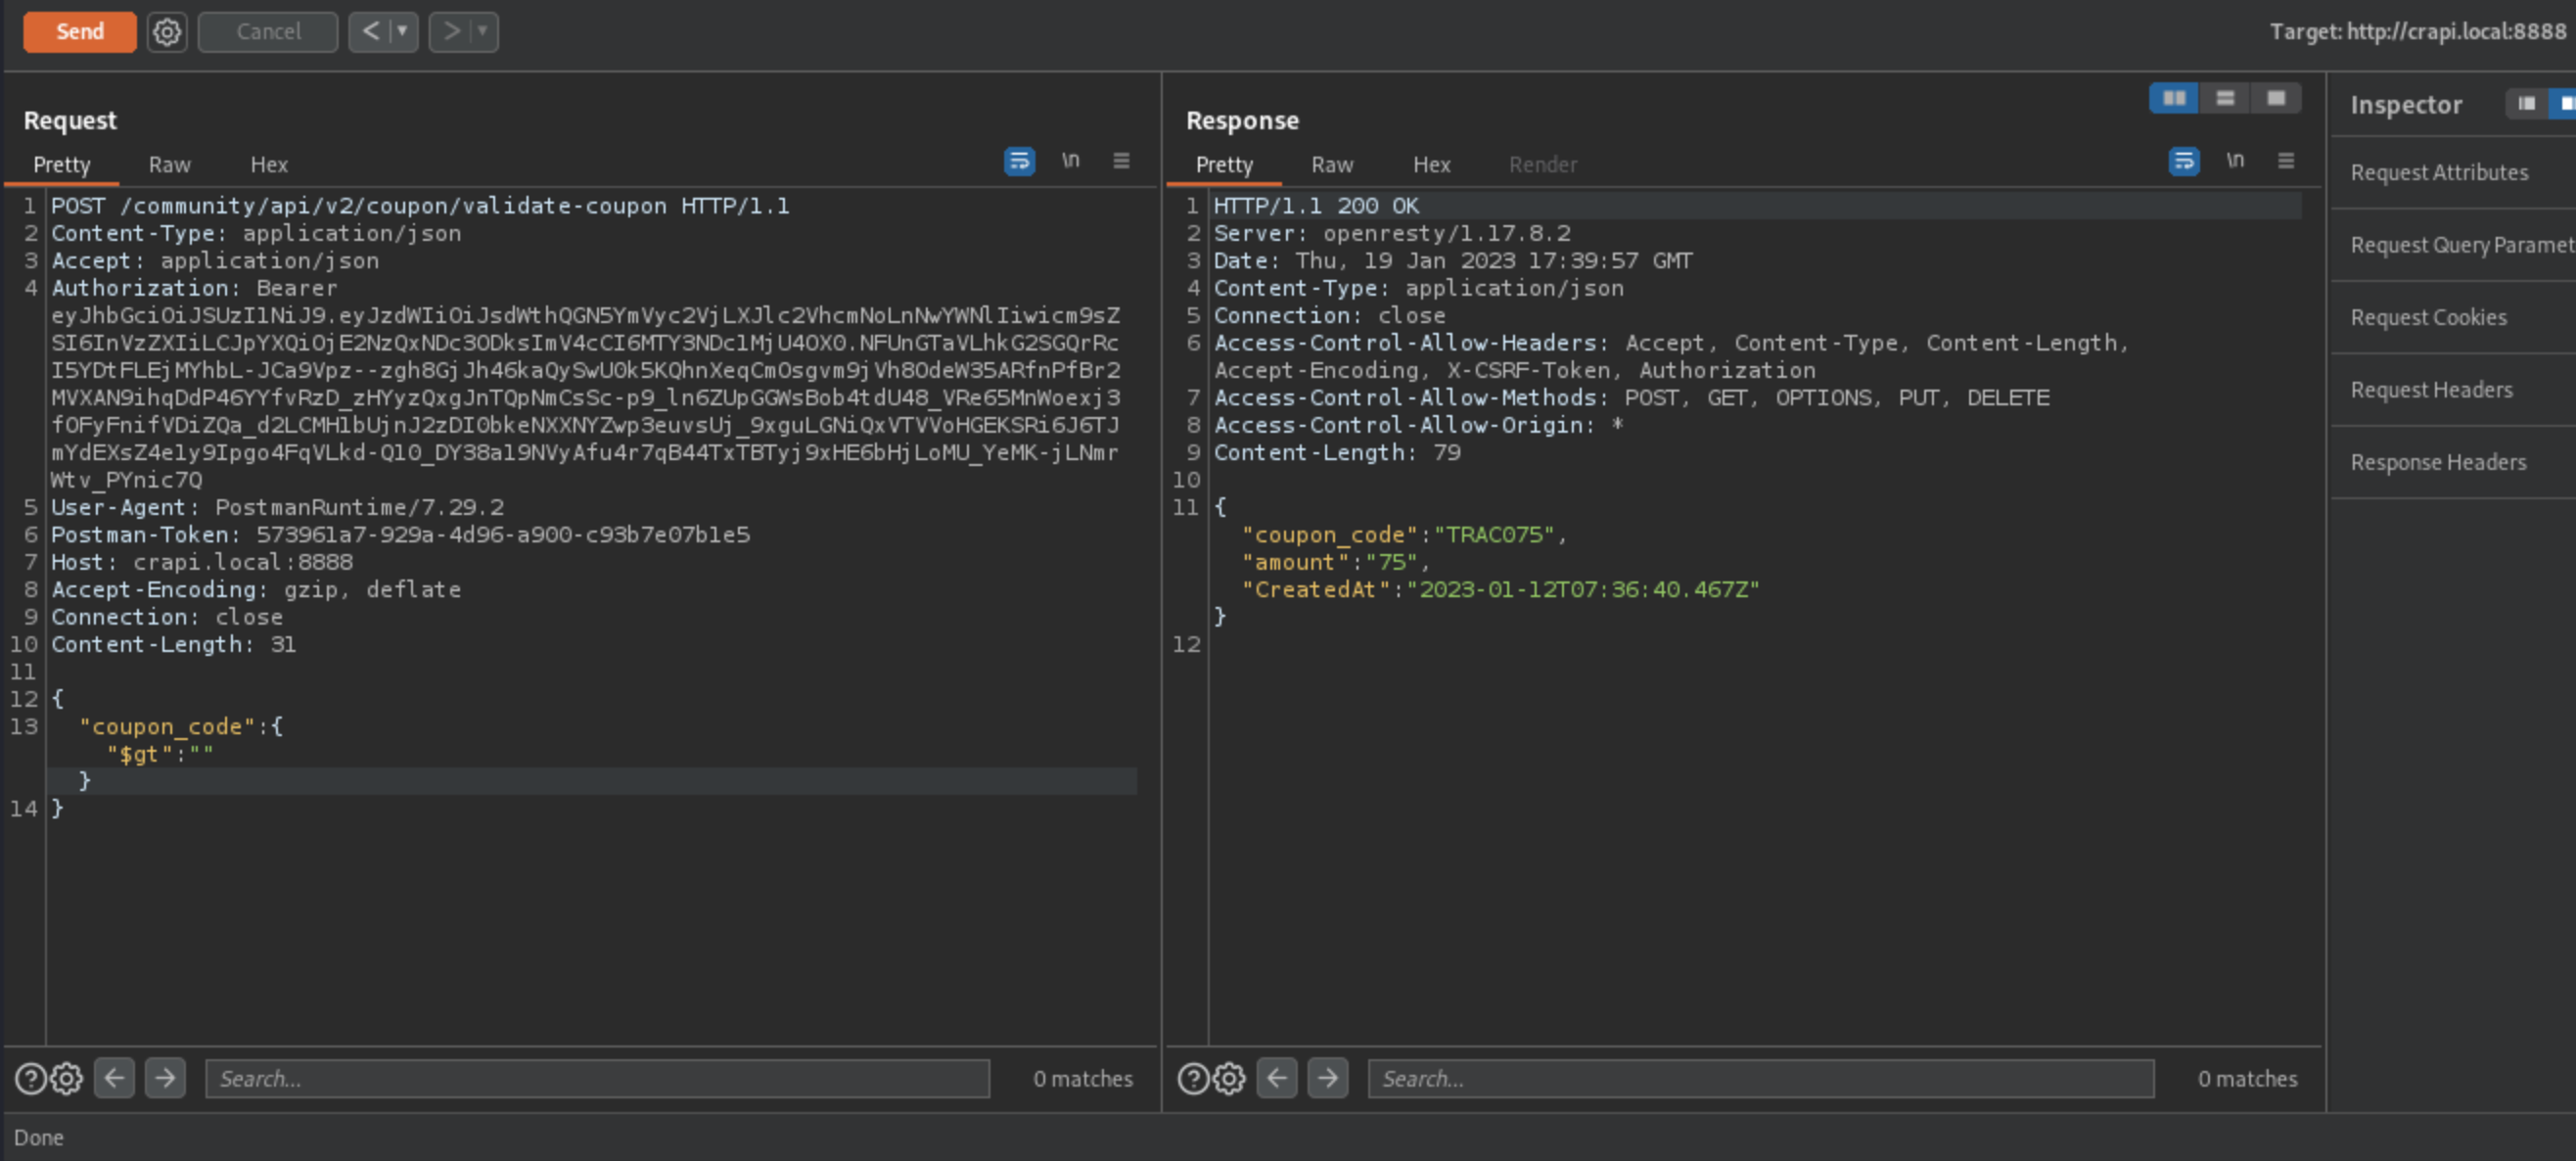 Send
Cancel
< ▼
> ▼
Target: http://crapi.local:8888
Request
Pretty Raw Hex
\n
1 POST /community/api/v2/coupon/validate-coupon HTTP/1.1
2 Content-Type: application/json
3 Accept: application/json
4 Authorization: Bearer
eyJhbGciOiJSUzI1NiJ9.eyJzdWIiOiJsdWthQGN5YmVyc2VjLXJlc2VhcmNoLnNwYWNlIiwicm9sZ
SI6InVzZXIiLCJpYXQiOjE2NzQxNDc3ODksImV4cCI6MTY3NDc1MjU4OX0.NFUnGTaVLhkG2SGQrRc
I5YDtFLEjMYhbL-JCa9Vpz--zgh8GjJh46kaQySwU0k5KQhnXeqCmOsgvm9jVh8OdeW35ARfnPfBr2
MVXAN9ihqDdP46YYfvRzD_zHYyzQxgJnTQpNmCsSc-p9_ln6ZUpGGWsBob4tdU48_VRe65MnWoexj3
fOFyFnifVDiZQa_d2LCMHlbUjnJ2zDI0bkeNXXNYZwp3euvsUj_9xguLGNiQxVTVVoHGEKSRi6J6TJ
mYdEXsZ4ely9Ipgo4FqVLkd-Ql0_DY38al9NVyAfu4r7qB44TxTBTyj9xHE6bHjLoMU_YeMK-jLNmr
Wtv_PYnic7Q
5 User-Agent: PostmanRuntime/7.29.2
6 Postman-Token: 573961a7-929a-4d96-a900-c93b7e07b1e5
7 Host: crapi.local:8888
8 Accept-Encoding: gzip, deflate
9 Connection: close
10 Content-Length: 31
11
12 {
13 "coupon_code":{
"$gt":""
}
14 }
Search...
0 matches
Response
Pretty Raw Hex Render
\n
1 HTTP/1.1 200 OK
2 Server: openresty/1.17.8.2
3 Date: Thu, 19 Jan 2023 17:39:57 GMT
4 Content-Type: application/json
5 Connection: close
6 Access-Control-Allow-Headers: Accept, Content-Type, Content-Length,
Accept-Encoding, X-CSRF-Token, Authorization
7 Access-Control-Allow-Methods: POST, GET, OPTIONS, PUT, DELETE
8 Access-Control-Allow-Origin: *
9 Content-Length: 79
10
11 {
"coupon_code":"TRAC075",
"amount":"75",
"CreatedAt":"2023-01-12T07:36:40.467Z"
}
12
Search...
0 matches
Inspector
Request Attributes
Request Query Paramet
Request Cookies
Request Headers
Response Headers
Done